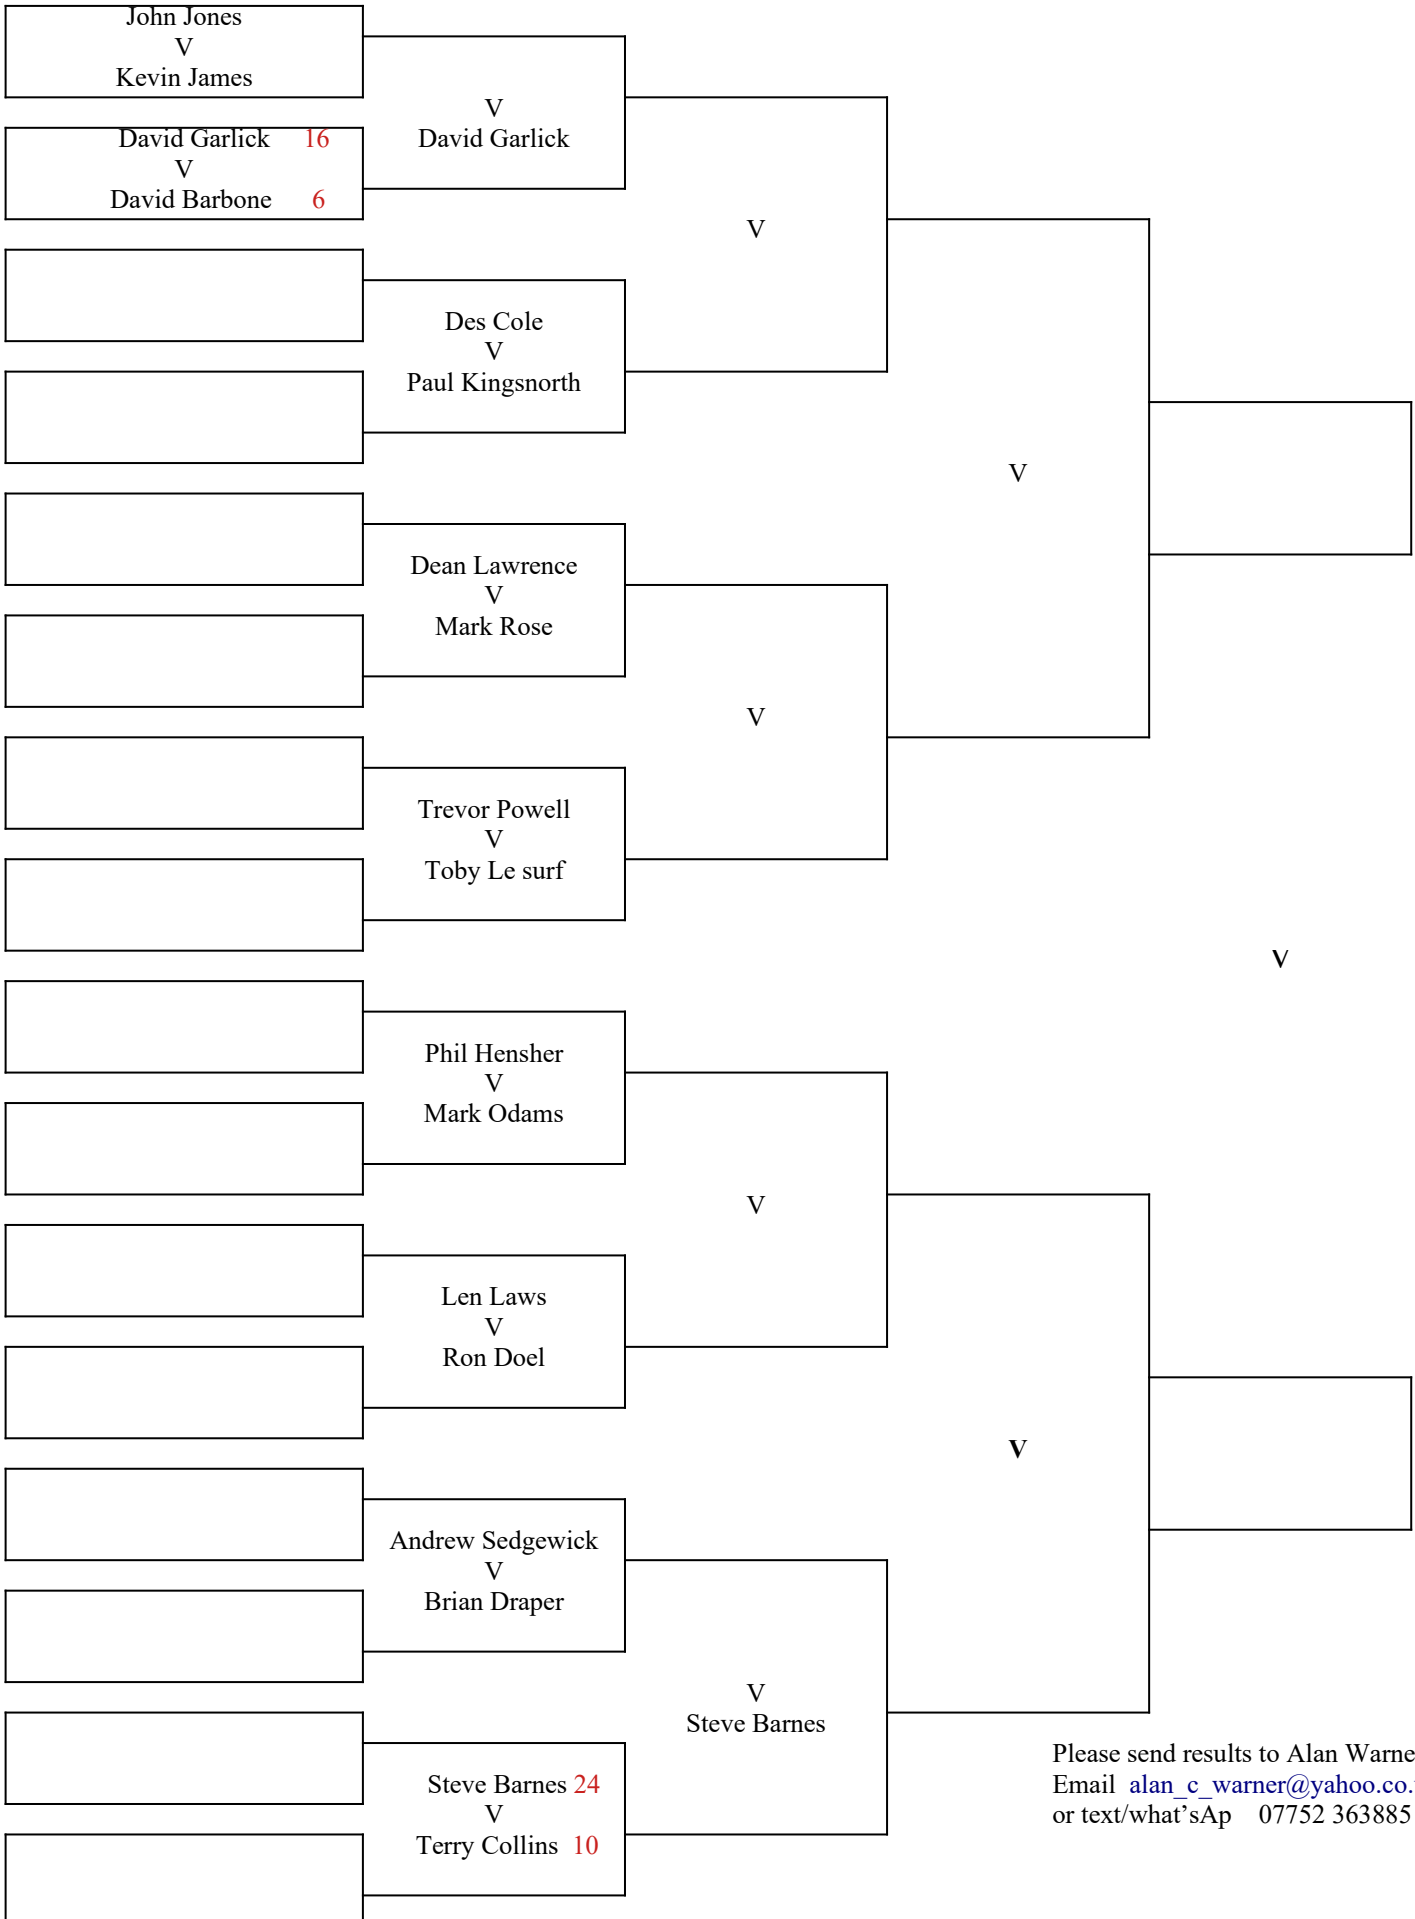 John Jones
V
Kevin James
David Garlick 16
V
David Barbone 6
V
David Garlick
Des Cole
V
Paul Kingsnorth
Dean Lawrence
V
Mark Rose
Trevor Powell
V
Toby Le surf
Phil Hensher
V
Mark Odams
Len Laws
V
Ron Doel
Andrew Sedgewick
V
Brian Draper
Steve Barnes 24
V
Terry Collins 10
V
V
V
V
Steve Barnes
V
V
V
Please send results to Alan Warne
Email alan_c_warner@yahoo.co.
or text/what’sAp 07752 363885